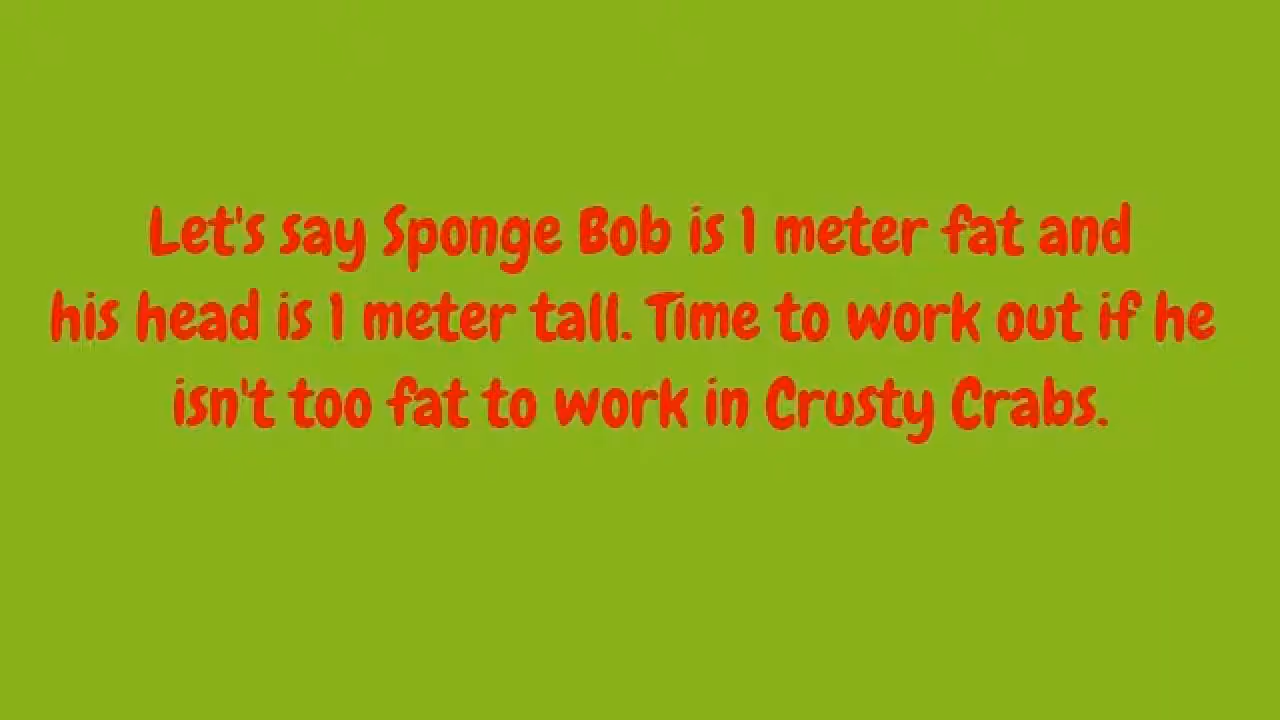 Let's say Sponge Bob is 1 meter fat and
his head is 1 meter tall. Time to work out if he
isn't too fat to work in Crusty Crabs.